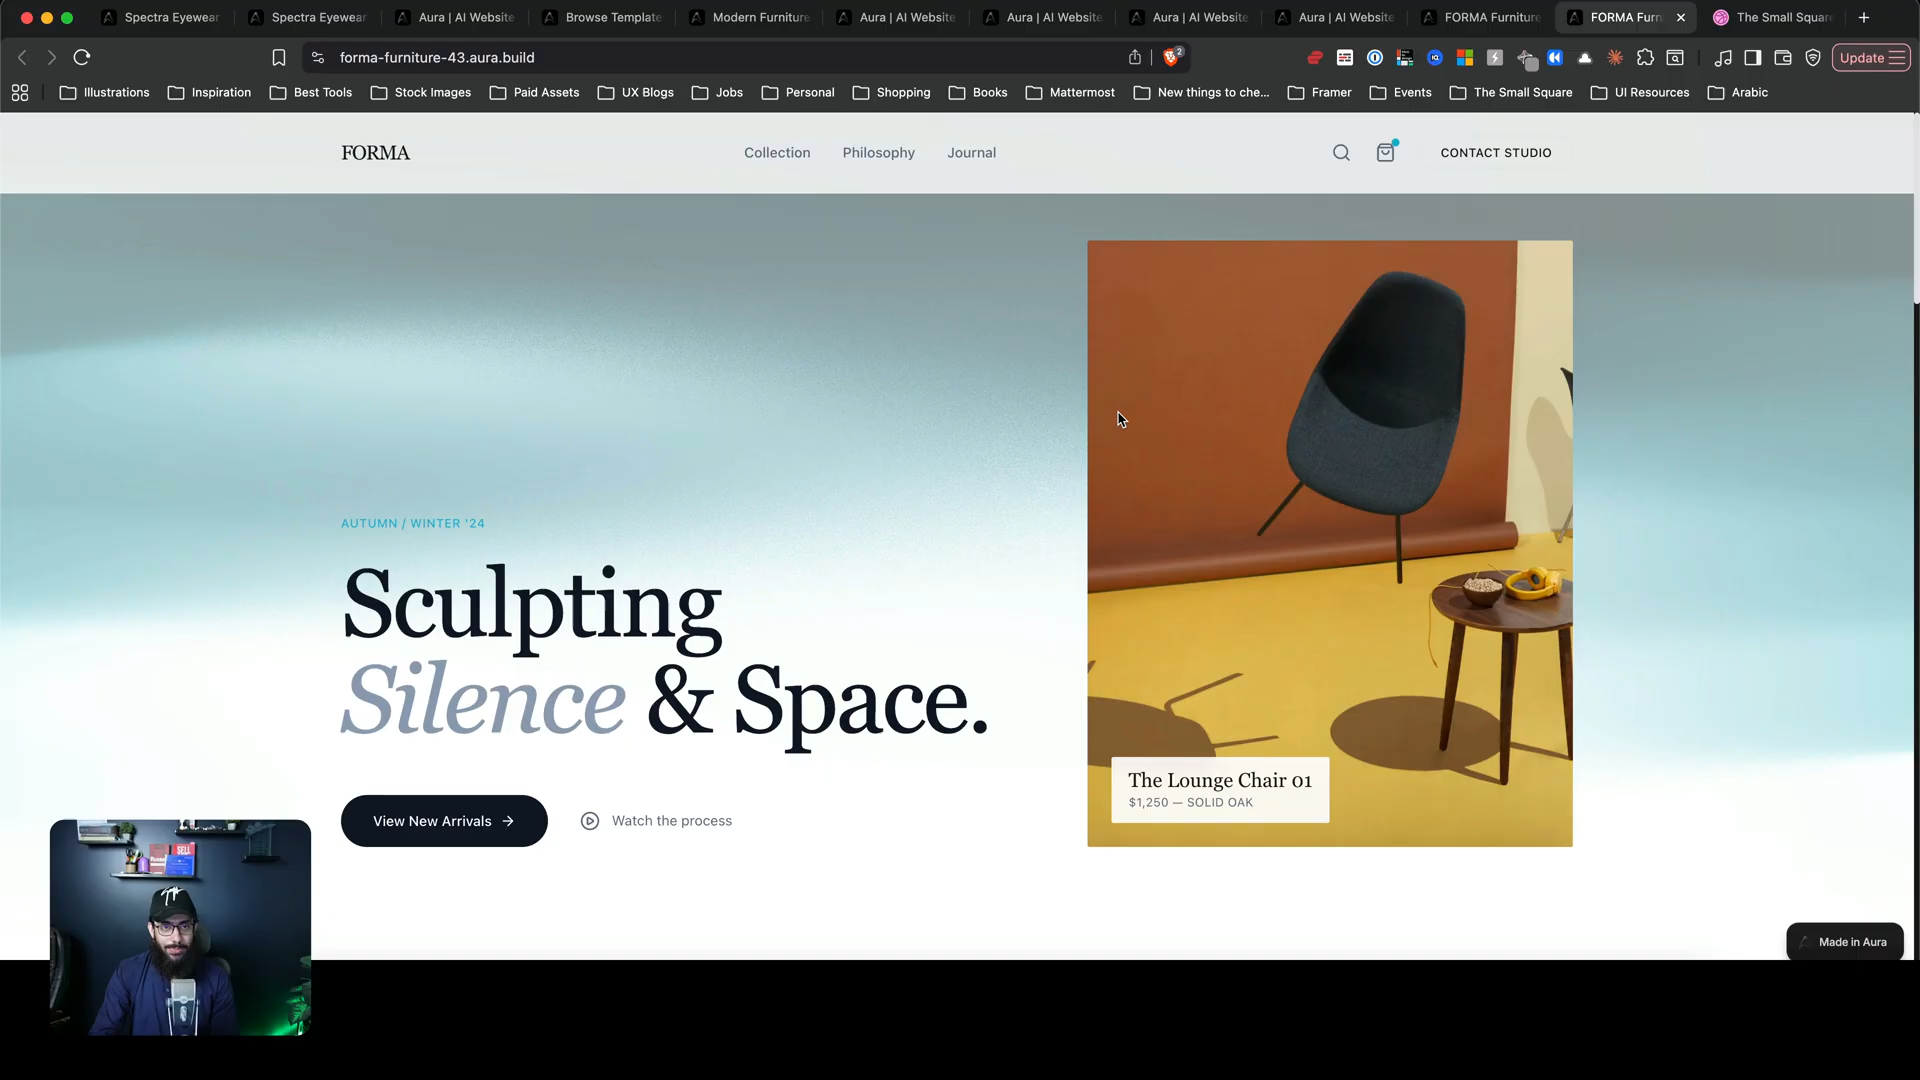 Spectra Eyewear
Spectra Eyewear
Aura | AI Website
Browse Template
Modern Furniture
Aura | AI Website
Aura | AI Website
Aura | AI Website
Aura | AI Website
FORMA Furniture
FORMA Furn
The Small Square
forma-furniture-43.aura.build
2
Update
Illustrations
Inspiration
Best Tools
Stock Images
Paid Assets
UX Blogs
Jobs
Personal
Shopping
Books
Mattermost
New things to che...
Framer
Events
The Small Square
UI Resources
Arabic
FORMA
Collection
Philosophy
Journal
CONTACT STUDIO
AUTUMN / WINTER '24
Sculpting
Silence & Space.
View New Arrivals
Watch the process
The Lounge Chair 01
$1,250 — SOLID OAK
SELL
Made in Aura